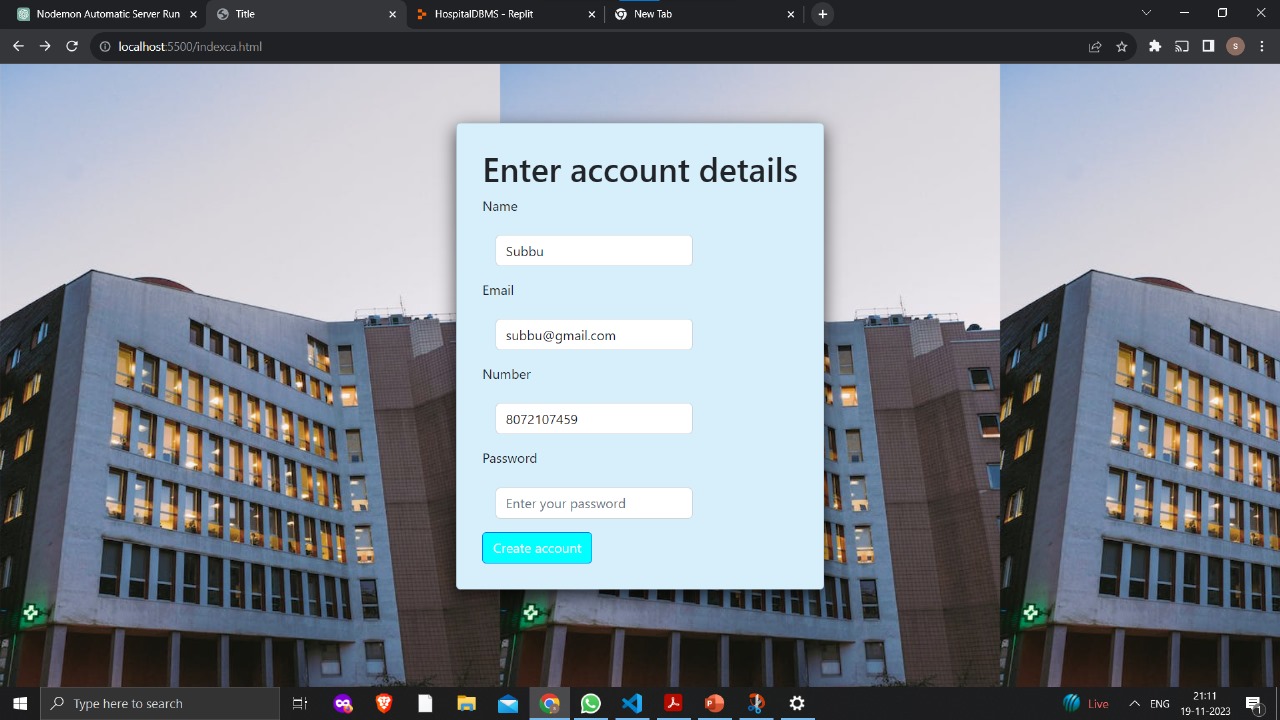 Nodemon Automatic Server Run
Title
HospitalDBMS - Replit
New Tab
localhost:5500/indexca.html
S
Enter account details
Name
Subbu
Email
subbu@gmail.com
Number
8072107459
Password
Enter your password
Create account
Type here to search
Live
ENG
21:11
19-11-2023
1